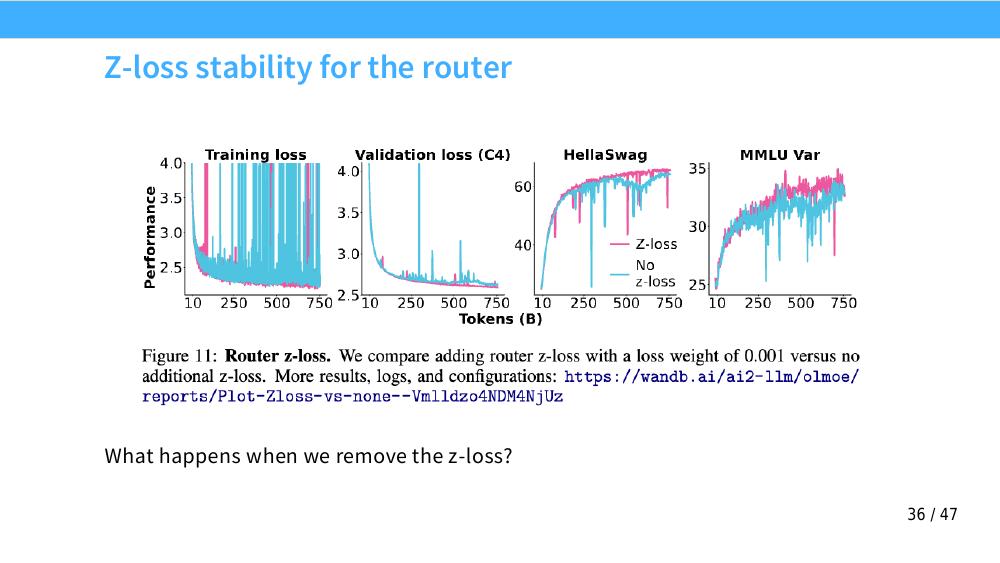 Z-loss stability for the router
Training loss
Validation loss (C4)
HellaSwag
MMLU Var
Performance
4.0
3.5
3.0
2.5
10 250 500 750
4.0
3.5
3.0
2.5
10 250 500 750
60
40
Z-loss
No
z-loss
10 250 500 750
35
30
25
10 250 500 750
Tokens (B)
Figure 11: Router z-loss. We compare adding router z-loss with a loss weight of 0.001 versus no
additional z-loss. More results, logs, and configurations: https://wandb.ai/ai2-llm/olmoe/
reports/Plot-Zloss-vs-none--Vmlldzo4NDM4NjUz
What happens when we remove the z-loss?
36 / 47